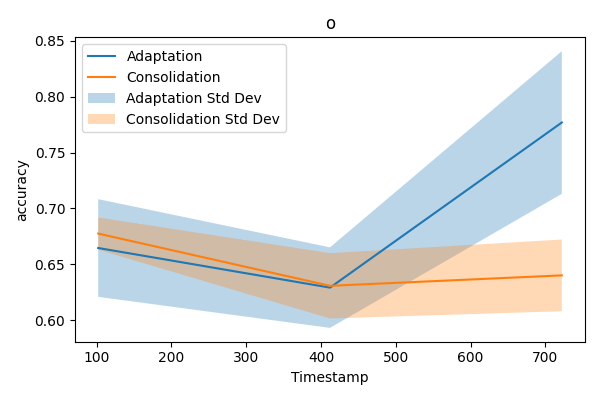 o
Adaptation
Consolidation
Adaptation Std Dev
Consolidation Std Dev
accuracy
0.85
0.80
0.75
0.70
0.65
0.60
100 200 300 400 500 600 700
Timestamp